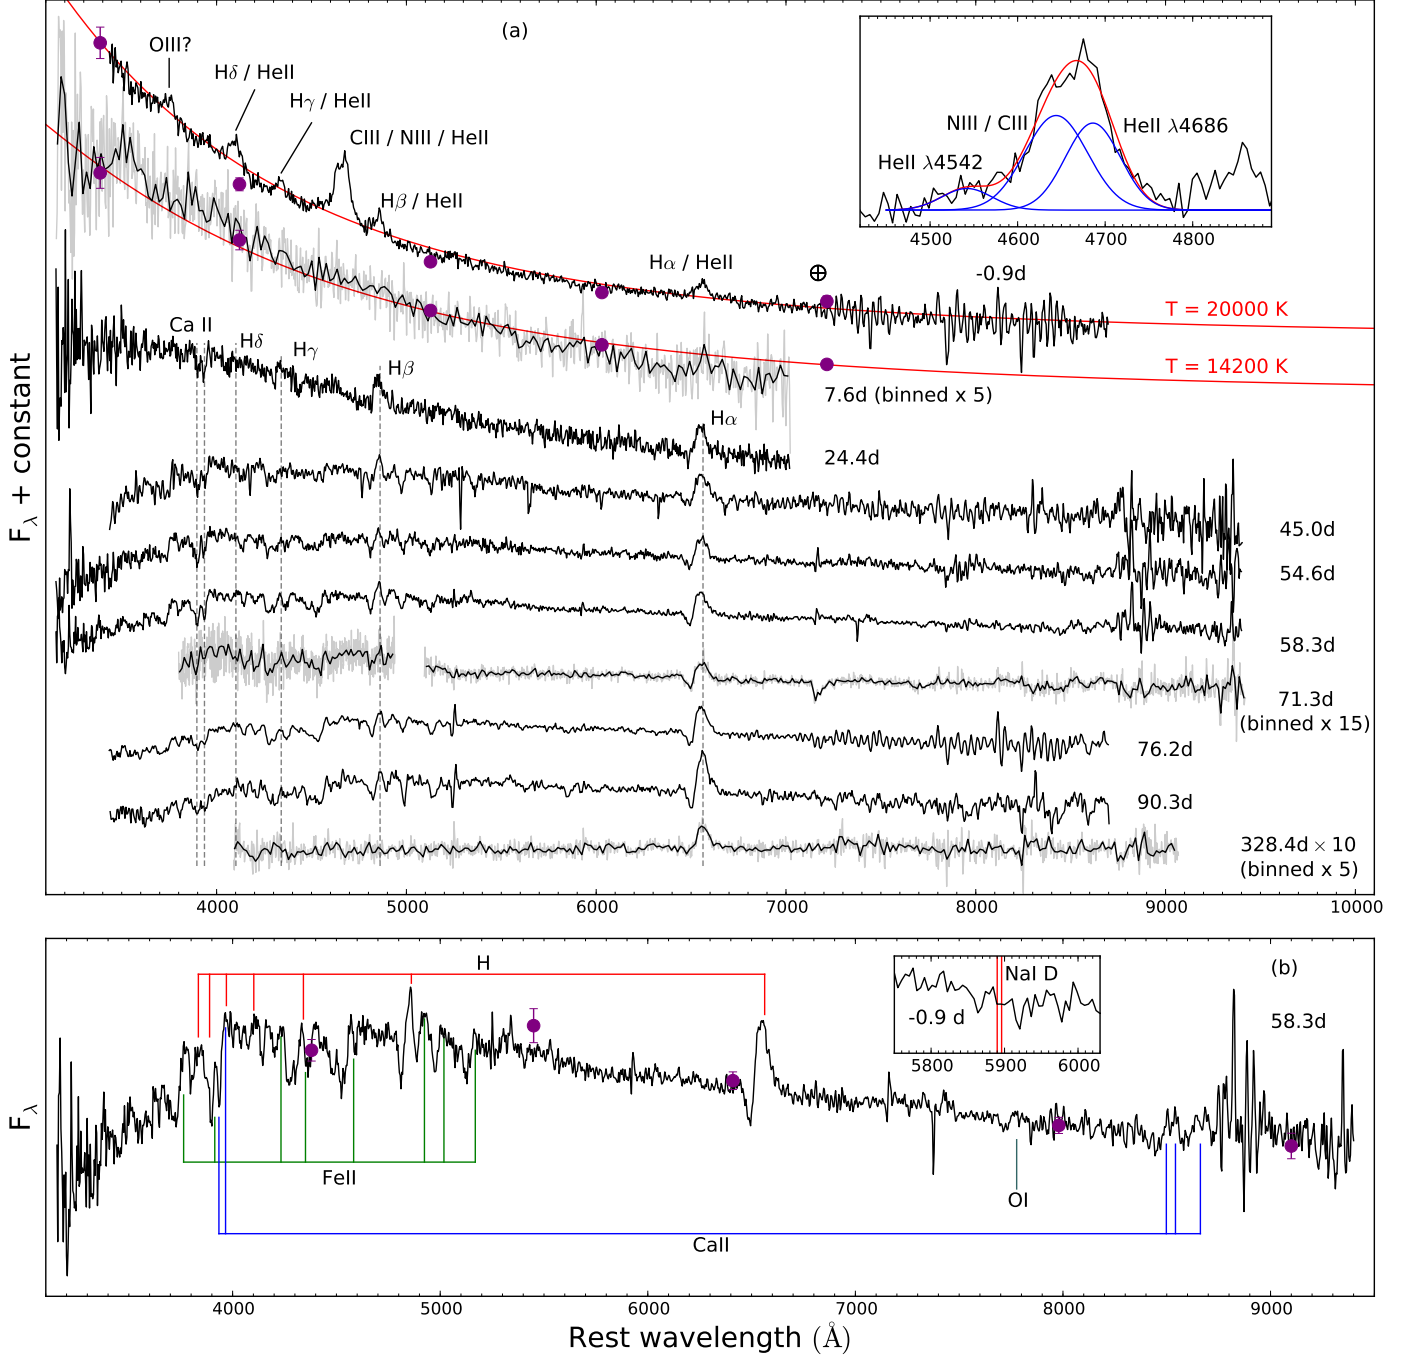 (a)
OIII?
Hδ / HeII
Hγ / HeII
CIII / NIII / HeII
Hβ / HeII
Hα / HeII
⊕
-0.9d
T = 20000 K
T = 14200 K
NIII / CIII
HeII λ4686
HeII λ4542
4500 4600 4700 4800
Ca II
Hδ
Hγ
Hβ
Hα
7.6d (binned x 5)
24.4d
45.0d
54.6d
58.3d
71.3d
(binned x 15)
76.2d
90.3d
328.4d × 10
(binned x 5)
F_λ + constant
4000 5000 6000 7000 8000 9000 10000
(b)
H
NaI D
-0.9 d
5800 5900 6000
58.3d
FeII
OI
CaII
F_λ
4000 5000 6000 7000 8000 9000
Rest wavelength (Å)